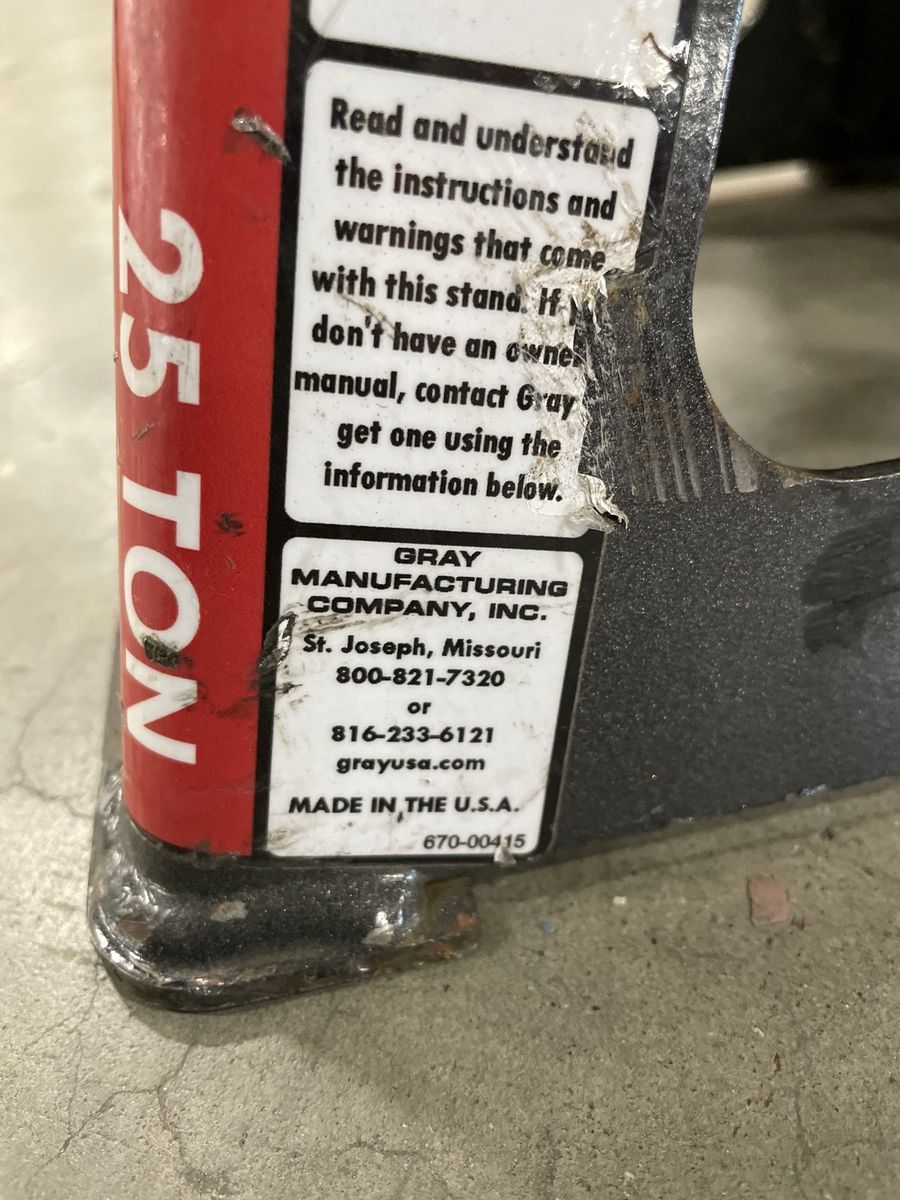 25 TON
Read and understand
the instructions and
warnings that come
with this stand. If
don't have an owner
manual, contact Gray
get one using the
information below.
GRAY
MANUFACTURING
COMPANY, INC.
St. Joseph, Missouri
800-821-7320
or
816-233-6121
grayusa.com
MADE IN THE U.S.A.
670-00415